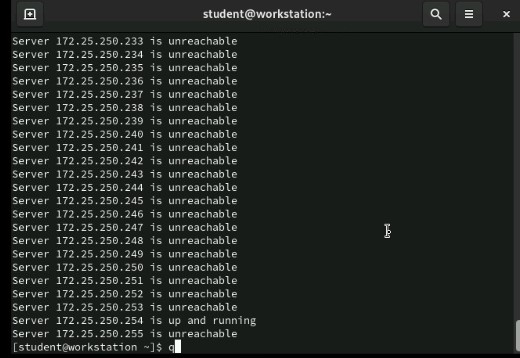 student@workstation:~
Server 172.25.250.233 is unreachable
Server 172.25.250.234 is unreachable
Server 172.25.250.235 is unreachable
Server 172.25.250.236 is unreachable
Server 172.25.250.237 is unreachable
Server 172.25.250.238 is unreachable
Server 172.25.250.239 is unreachable
Server 172.25.250.240 is unreachable
Server 172.25.250.241 is unreachable
Server 172.25.250.242 is unreachable
Server 172.25.250.243 is unreachable
Server 172.25.250.244 is unreachable
Server 172.25.250.245 is unreachable
Server 172.25.250.246 is unreachable
Server 172.25.250.247 is unreachable
Server 172.25.250.248 is unreachable
Server 172.25.250.249 is unreachable
Server 172.25.250.250 is unreachable
Server 172.25.250.251 is unreachable
Server 172.25.250.252 is unreachable
Server 172.25.250.253 is unreachable
Server 172.25.250.254 is up and running
Server 172.25.250.255 is unreachable
[student@workstation ~]$ q